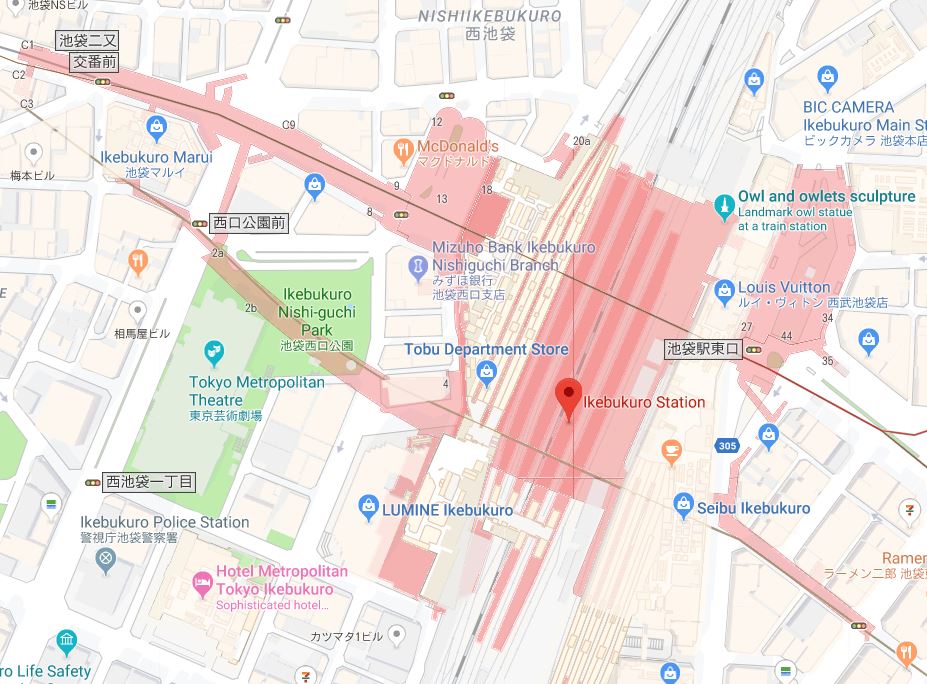 池袋NSビル
NISHIIKEBUKURO
西池袋
C1
池袋二又
交番前
C2
C3
C9
12
20a
BIC CAMERA
Ikebukuro Main St
ビックカメラ 池袋本店
Ikebukuro Marui
池袋マルイ
McDonald's
マクドナルド
梅本ビル
9
18
13
8
Owl and owlets sculpture
Landmark owl statue
at a train station
西口公園前
2a
Mizuho Bank Ikebukuro
Nishiguchi Branch
みずほ銀行
池袋西口支店
Louis Vuitton
ルイ・ヴィトン 西武池袋店
E
2b
Ikebukuro
Nishi-guchi
Park
池袋西口公園
相馬屋ビル
34
27
44
35
池袋駅東口
Tobu Department Store
Tokyo Metropolitan
Theatre
東京芸術劇場
4
Ikebukuro Station
305
西池袋一丁目
LUMINE Ikebukuro
Seibu Ikebukuro
Ikebukuro Police Station
警視庁池袋警察署
Ramen
ラーメン二郎 池袋
Hotel Metropolitan
Tokyo Ikebukuro
Sophisticated hotel...
カツマタ1ビル
ro Life Safety